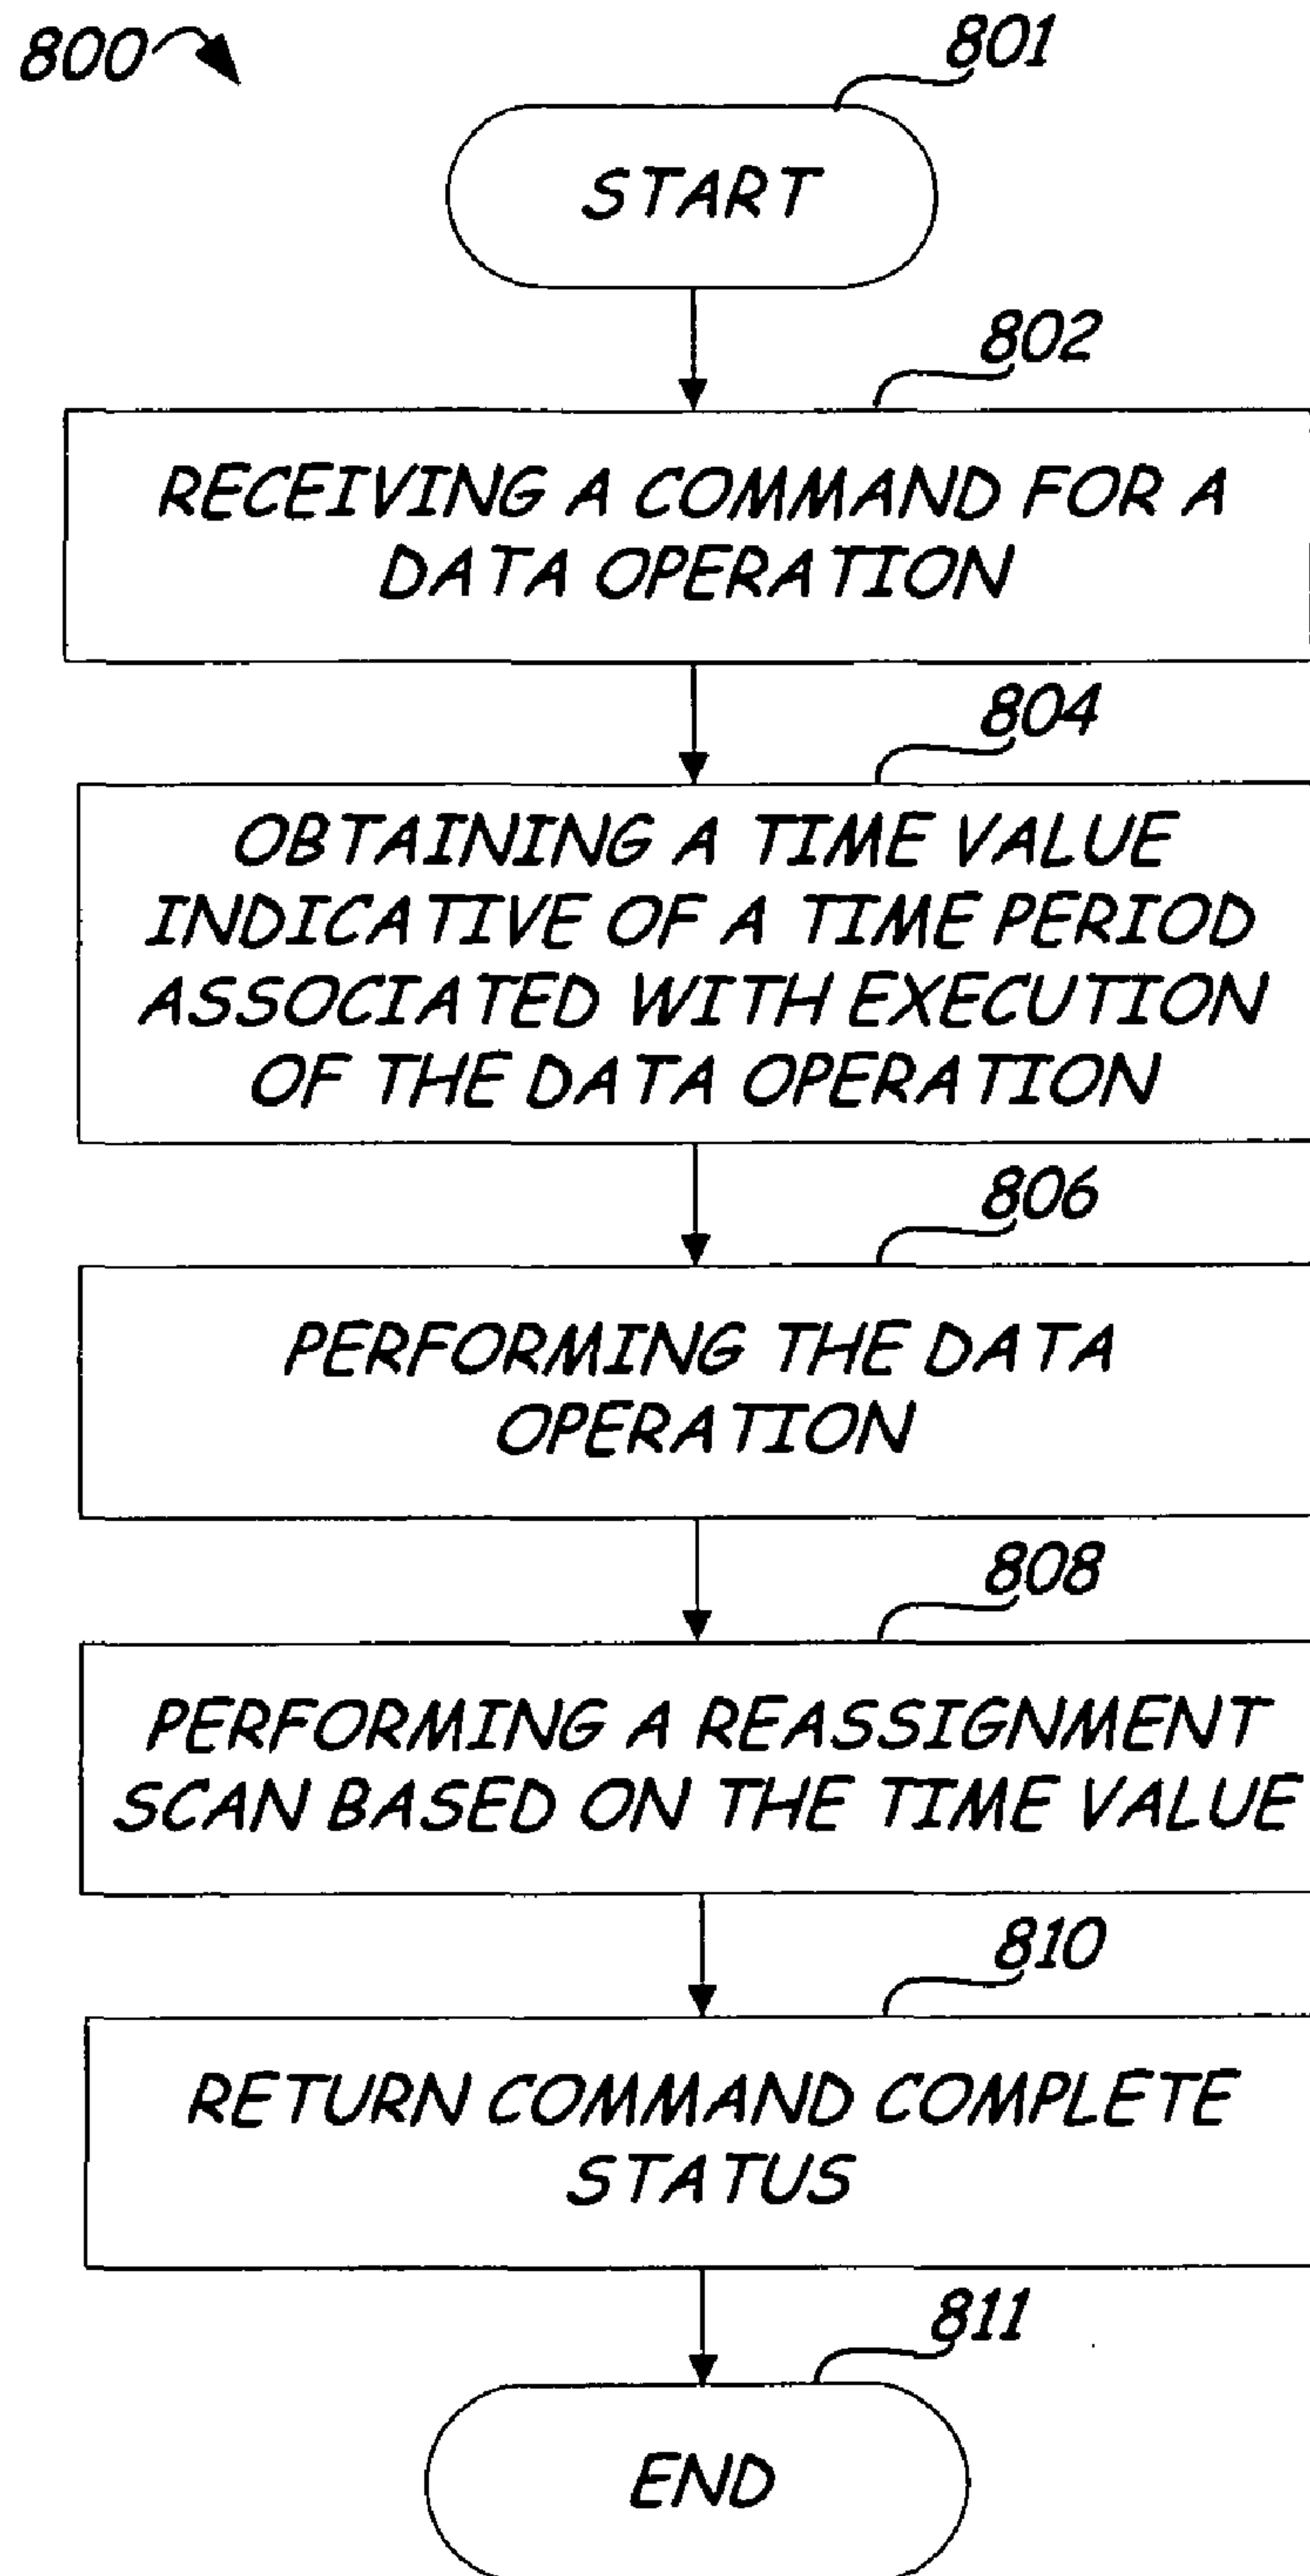 800
801
START
802
RECEIVING A COMMAND FOR A
DATA OPERATION
804
OBTAINING A TIME VALUE
INDICATIVE OF A TIME PERIOD
ASSOCIATED WITH EXECUTION
OF THE DATA OPERATION
806
PERFORMING THE DATA
OPERATION
808
PERFORMING A REASSIGNMENT
SCAN BASED ON THE TIME VALUE
810
RETURN COMMAND COMPLETE
STATUS
811
END